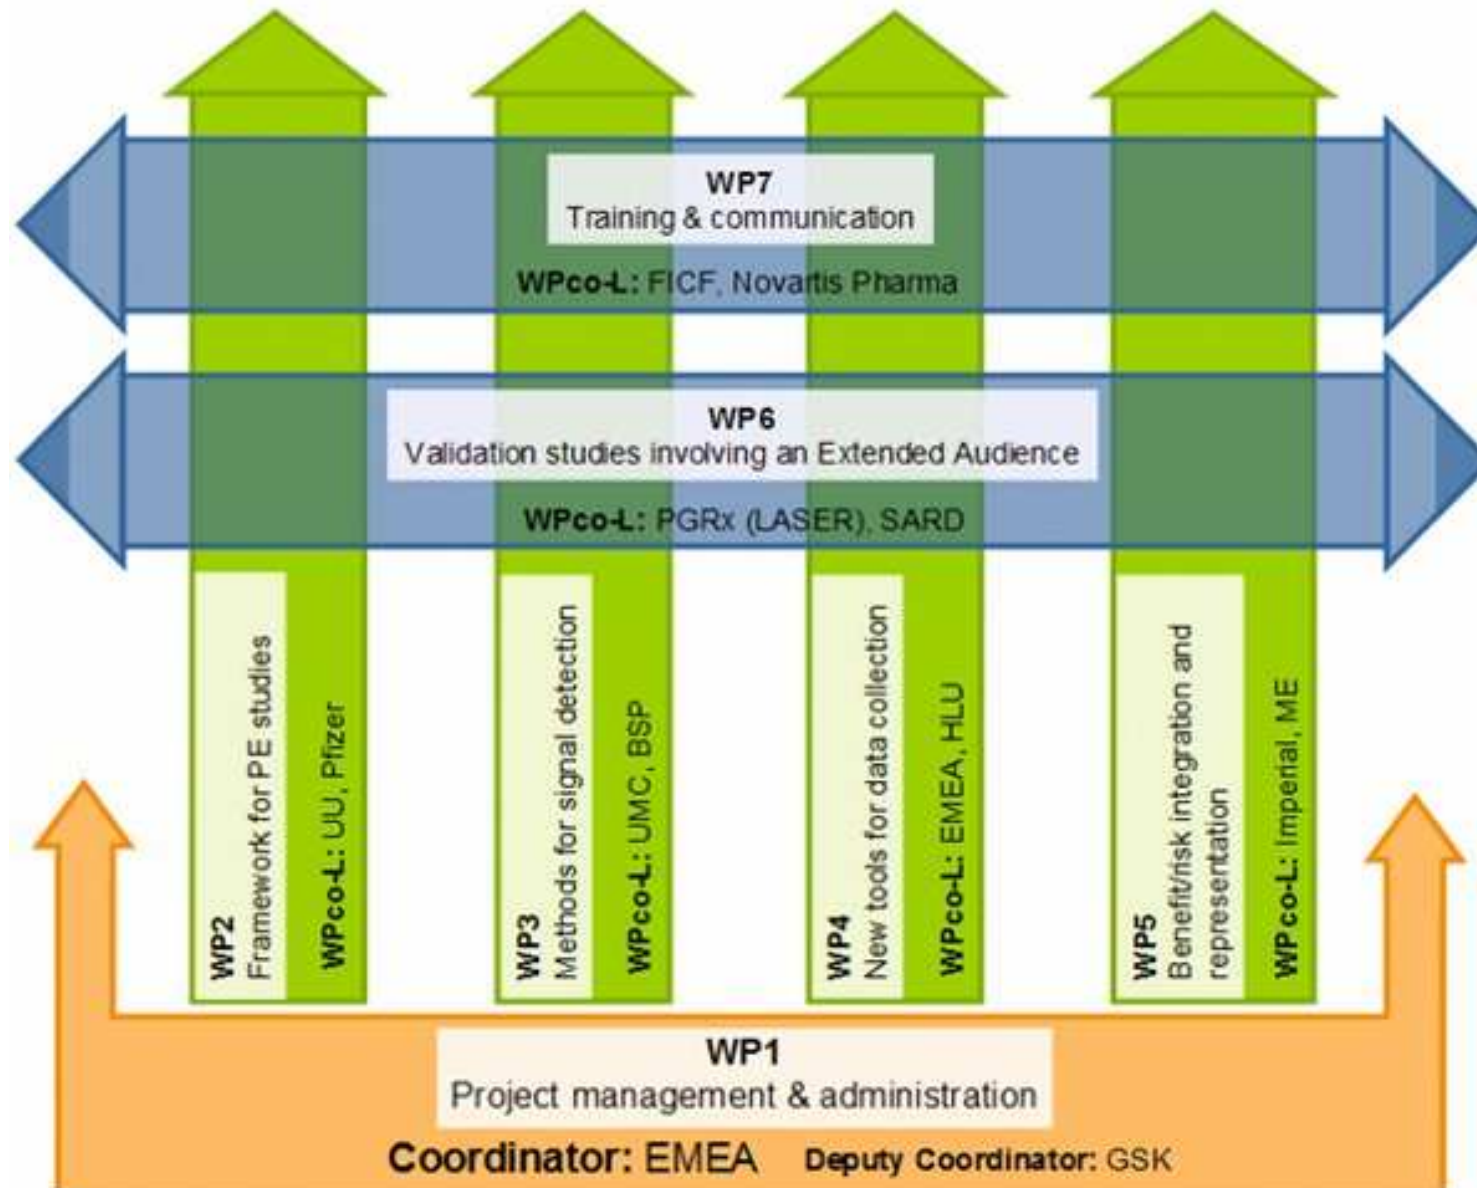 WP7
Training & communication
WPco-L: FICF, Novartis Pharma
WP6
Validation studies involving an Extended Audience
WPco-L: PGRx (LASER), SARD
WP2
Framework for PE studies
WPco-L: UU, Pfizer
WP3
Methods for signal detection
WPco-L: UMC, BSP
WP4
New tools for data collection
WPco-L: EMEA, HLU
WP5
Benefit/risk integration and
representation
WPco-L: Imperial, ME
WP1
Project management & administration
Coordinator: EMEA Deputy Coordinator: GSK